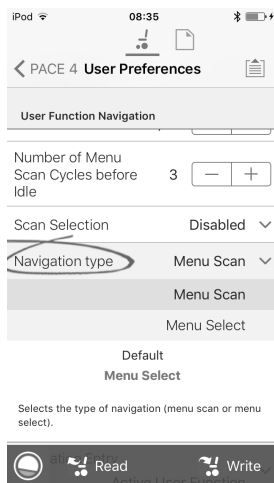 iPod 08:35
PACE 4 User Preferences
User Function Navigation
Number of Menu
Scan Cycles before
Idle
3 — +
Scan Selection Disabled
Navigation type Menu Scan
Menu Scan
Menu Select
Default
Menu Select
Selects the type of navigation (menu scan or menu
select).
Read Write